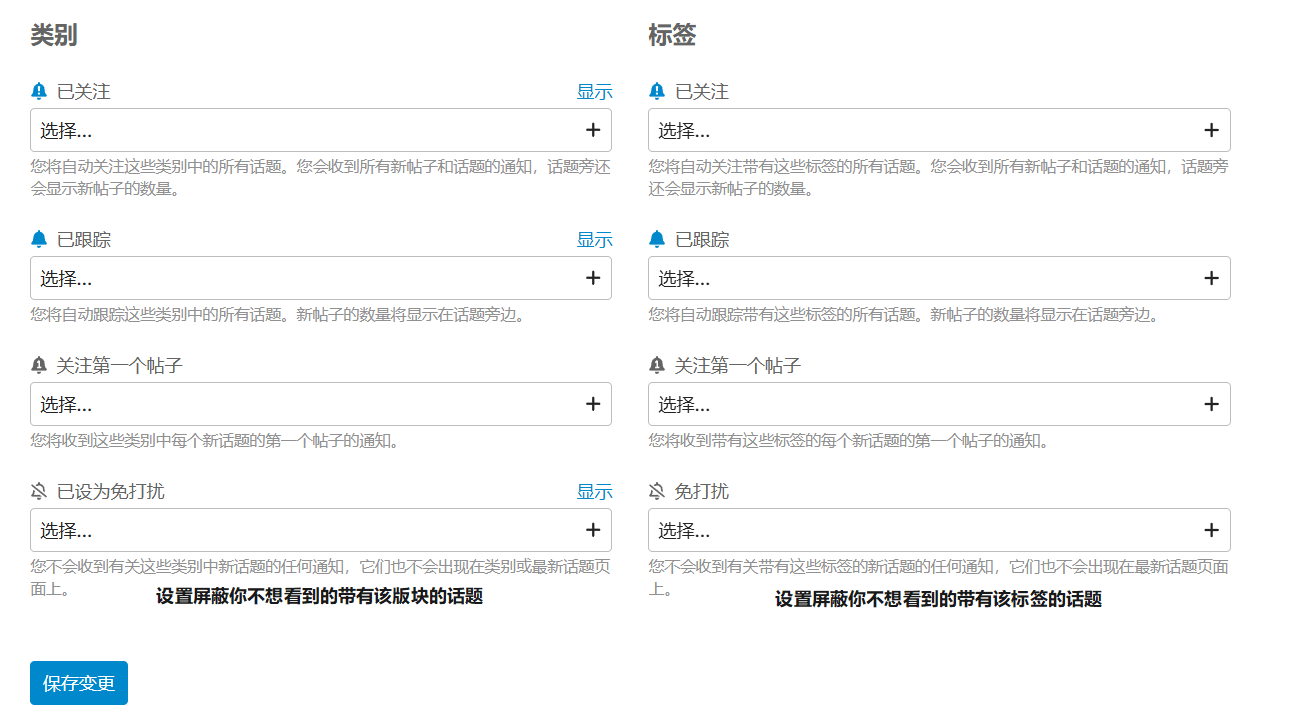 类别
已关注
显示
选择...
您将自动关注这些类别中的所有话题。您会收到所有新帖子和话题的通知，话题旁还
会显示新帖子的数量。
已跟踪
显示
选择...
您将自动跟踪这些类别中的所有话题。新帖子的数量将显示在话题旁边。
关注第一个帖子
选择...
您将收到这些类别中每个新话题的第一个帖子的通知。
已设为免打扰
显示
选择...
您不会收到有关这些类别中新话题的任何通知，它们也不会出现在类别或最新话题页
面上。
设置屏蔽你不想看到的带有该版块的话题
保存变更
标签
已关注
选择...
您将自动关注带有这些标签的所有话题。您会收到所有新帖子和话题的通知，话题旁
还会显示新帖子的数量。
已跟踪
选择...
您将自动跟踪带有这些标签的所有话题。新帖子的数量将显示在话题旁边。
关注第一个帖子
选择...
您将收到带有这些标签的每个新话题的第一个帖子的通知。
免打扰
选择...
您不会收到有关带有这些标签的新话题的任何通知，它们也不会出现在最新话题页面
上。
设置屏蔽你不想看到的带有该标签的话题